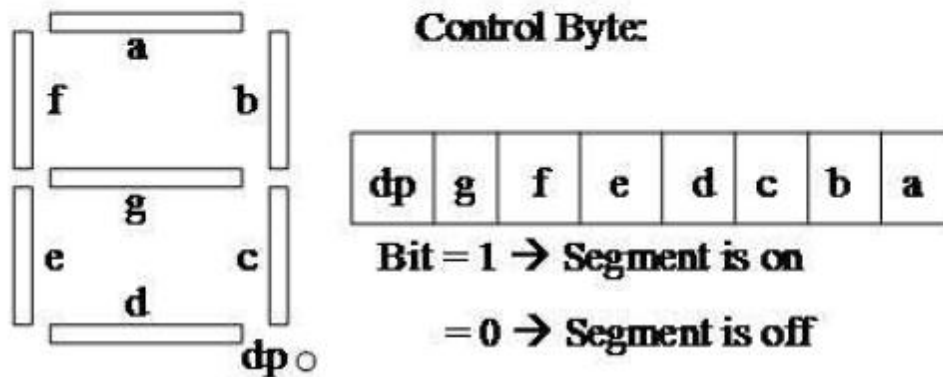 Control Byte:
a
f b
g
e c
d
dp
dp g f e d c b a
Bit = 1 → Segment is on
= 0 → Segment is off